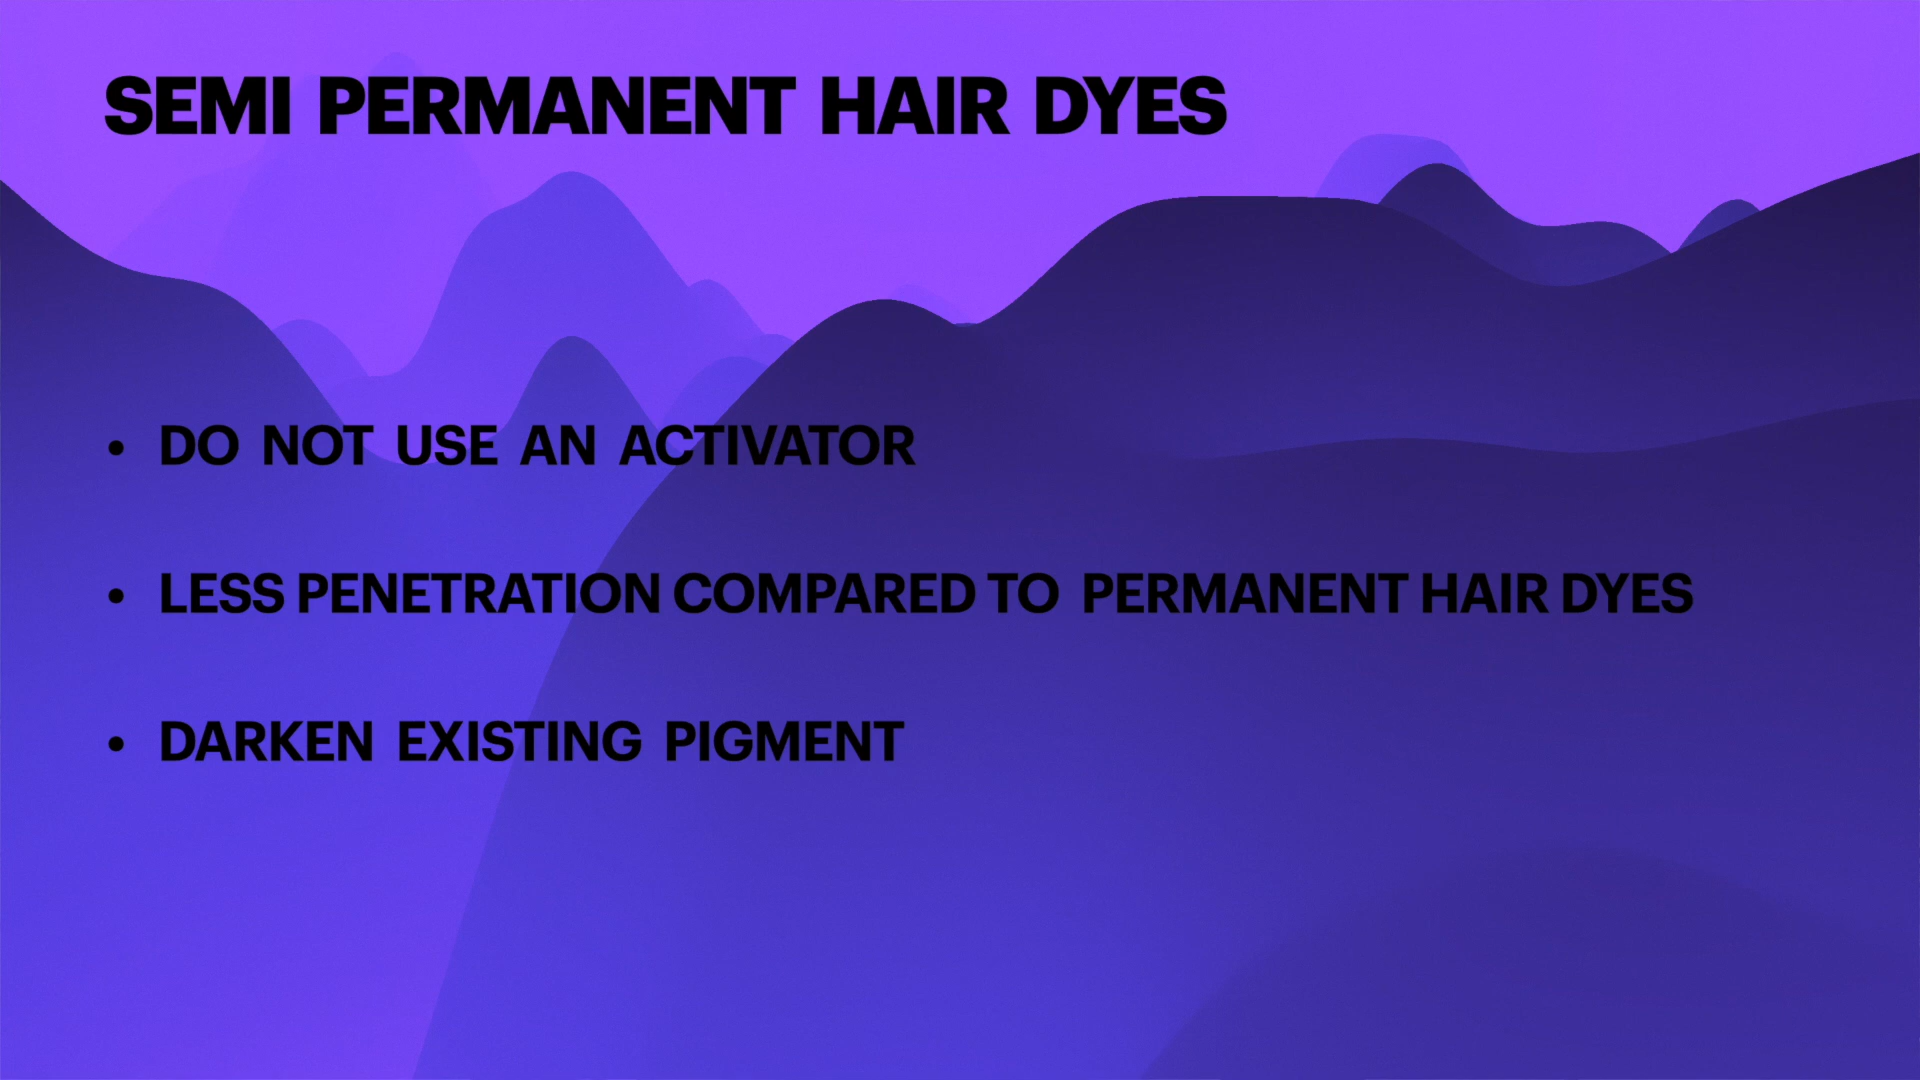 SEMI PERMANENT HAIR DYES
• DO NOT USE AN ACTIVATOR
• LESS PENETRATION COMPARED TO PERMANENT HAIR DYES
• DARKEN EXISTING PIGMENT